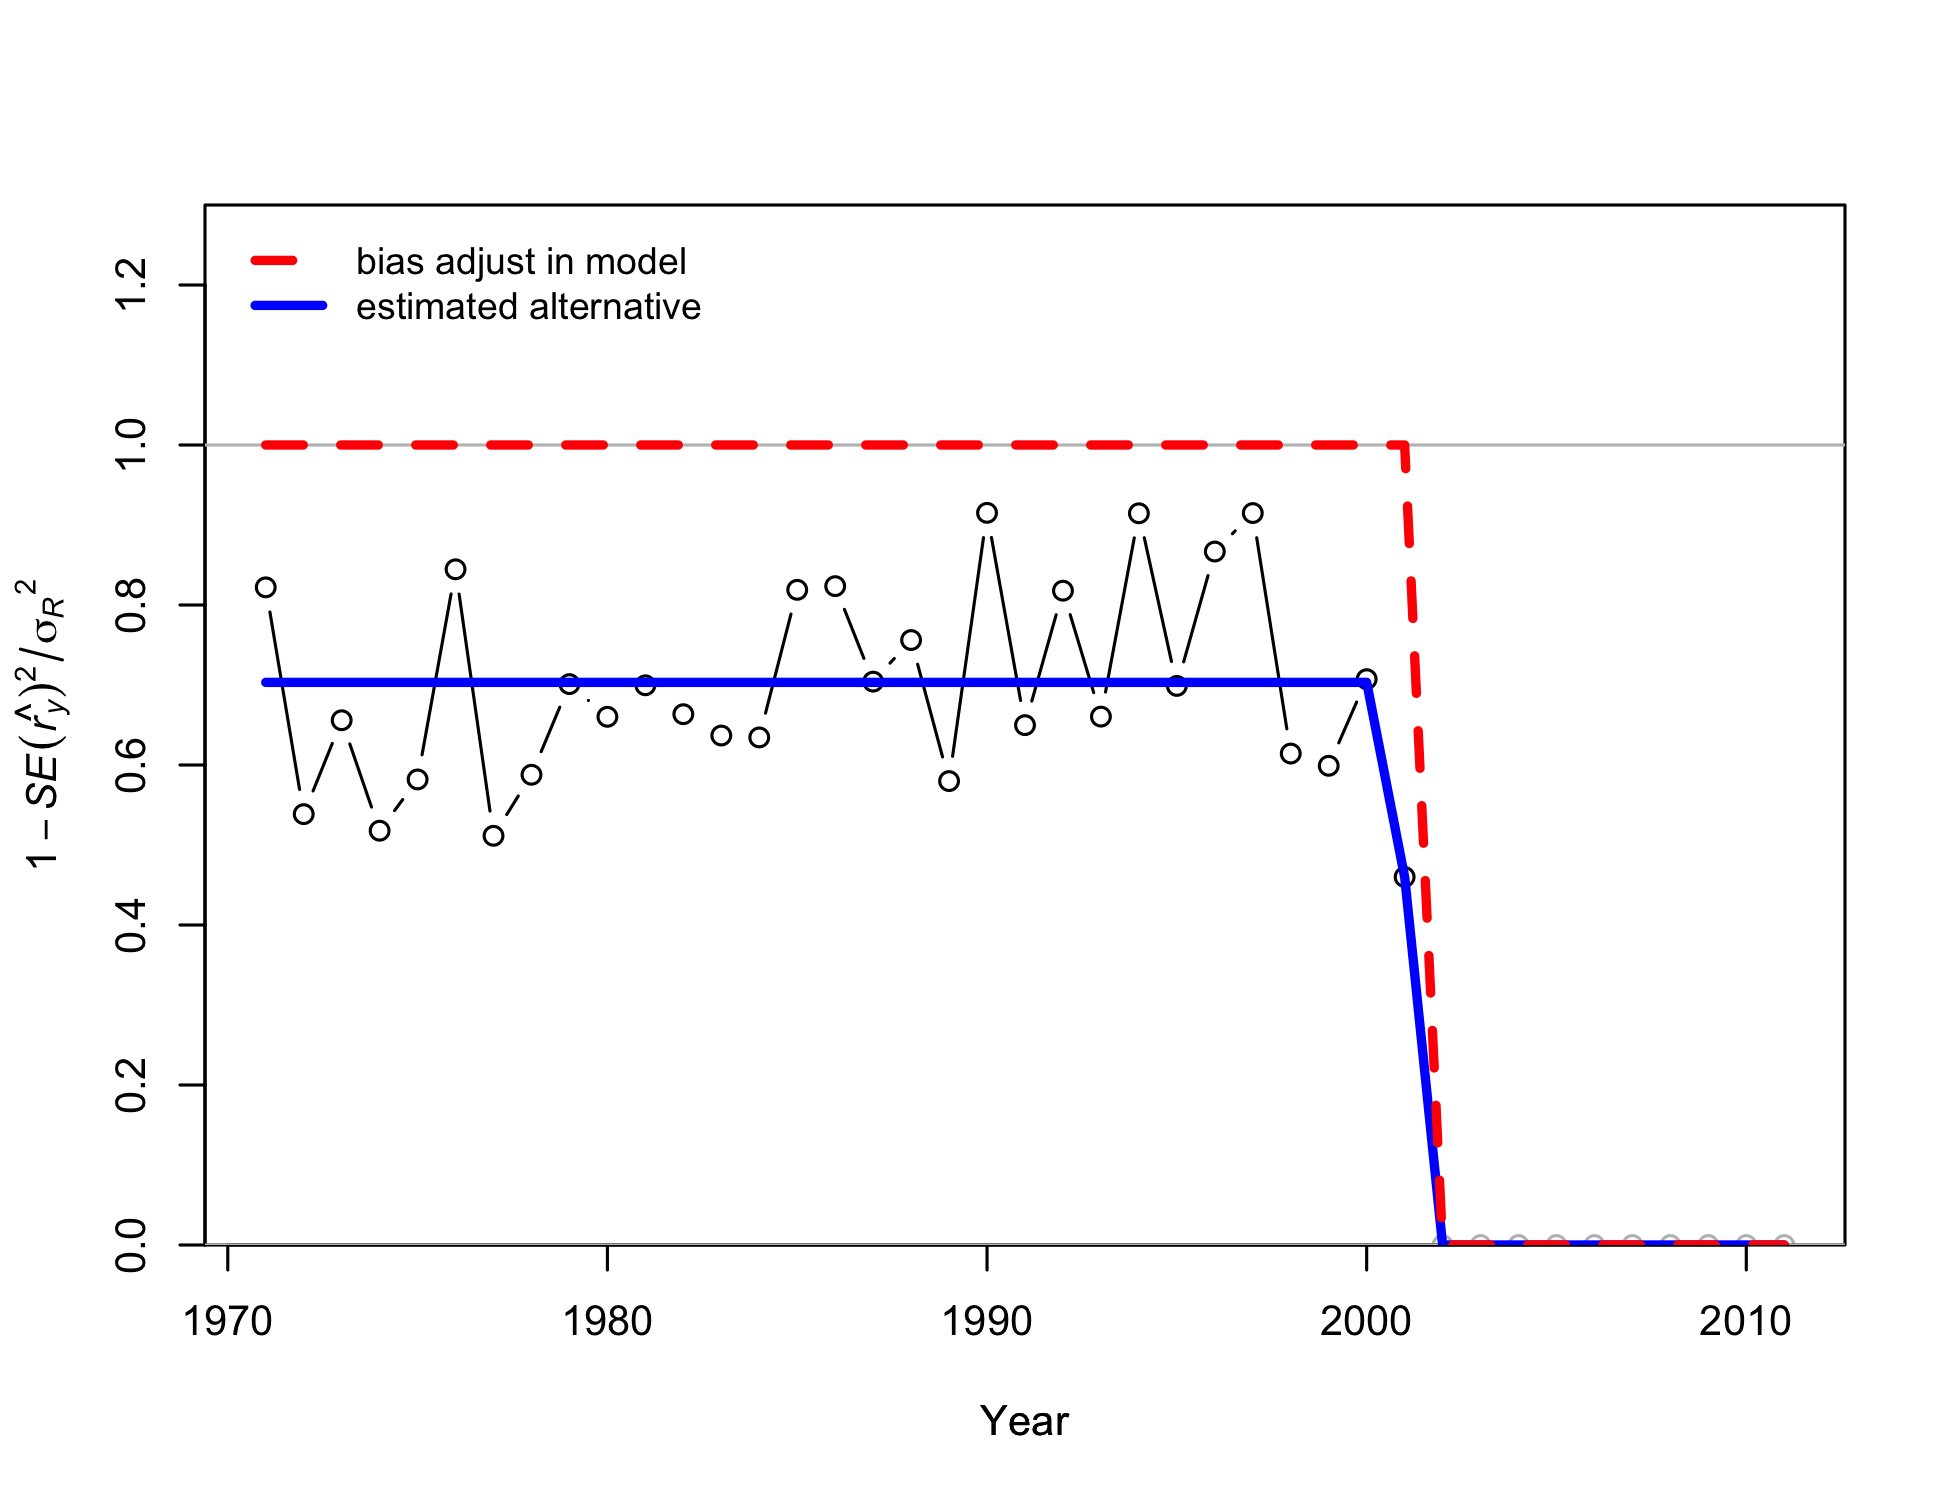 bias adjust in model
estimated alternative
1.2
1.0
0.8
0.6
0.4
0.2
0.0
1 − SE(r̂y)² / σR²
1970 1980 1990 2000 2010
Year